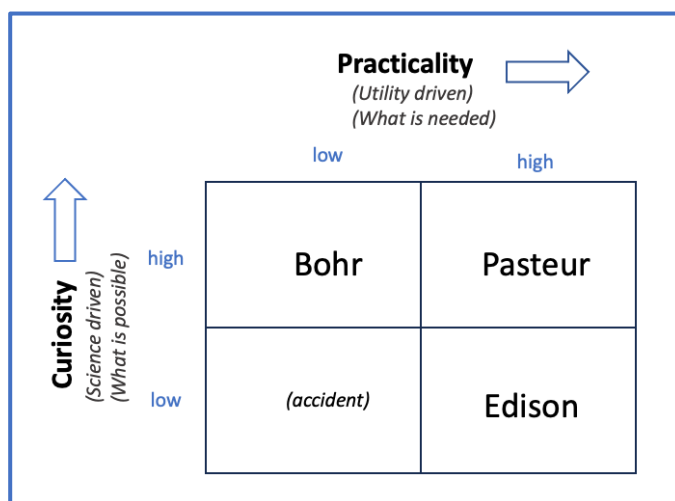 Practicality
(Utility driven)
(What is needed)
low
high
Curiosity
(Science driven)
(What is possible)
high
Bohr
Pasteur
low
(accident)
Edison